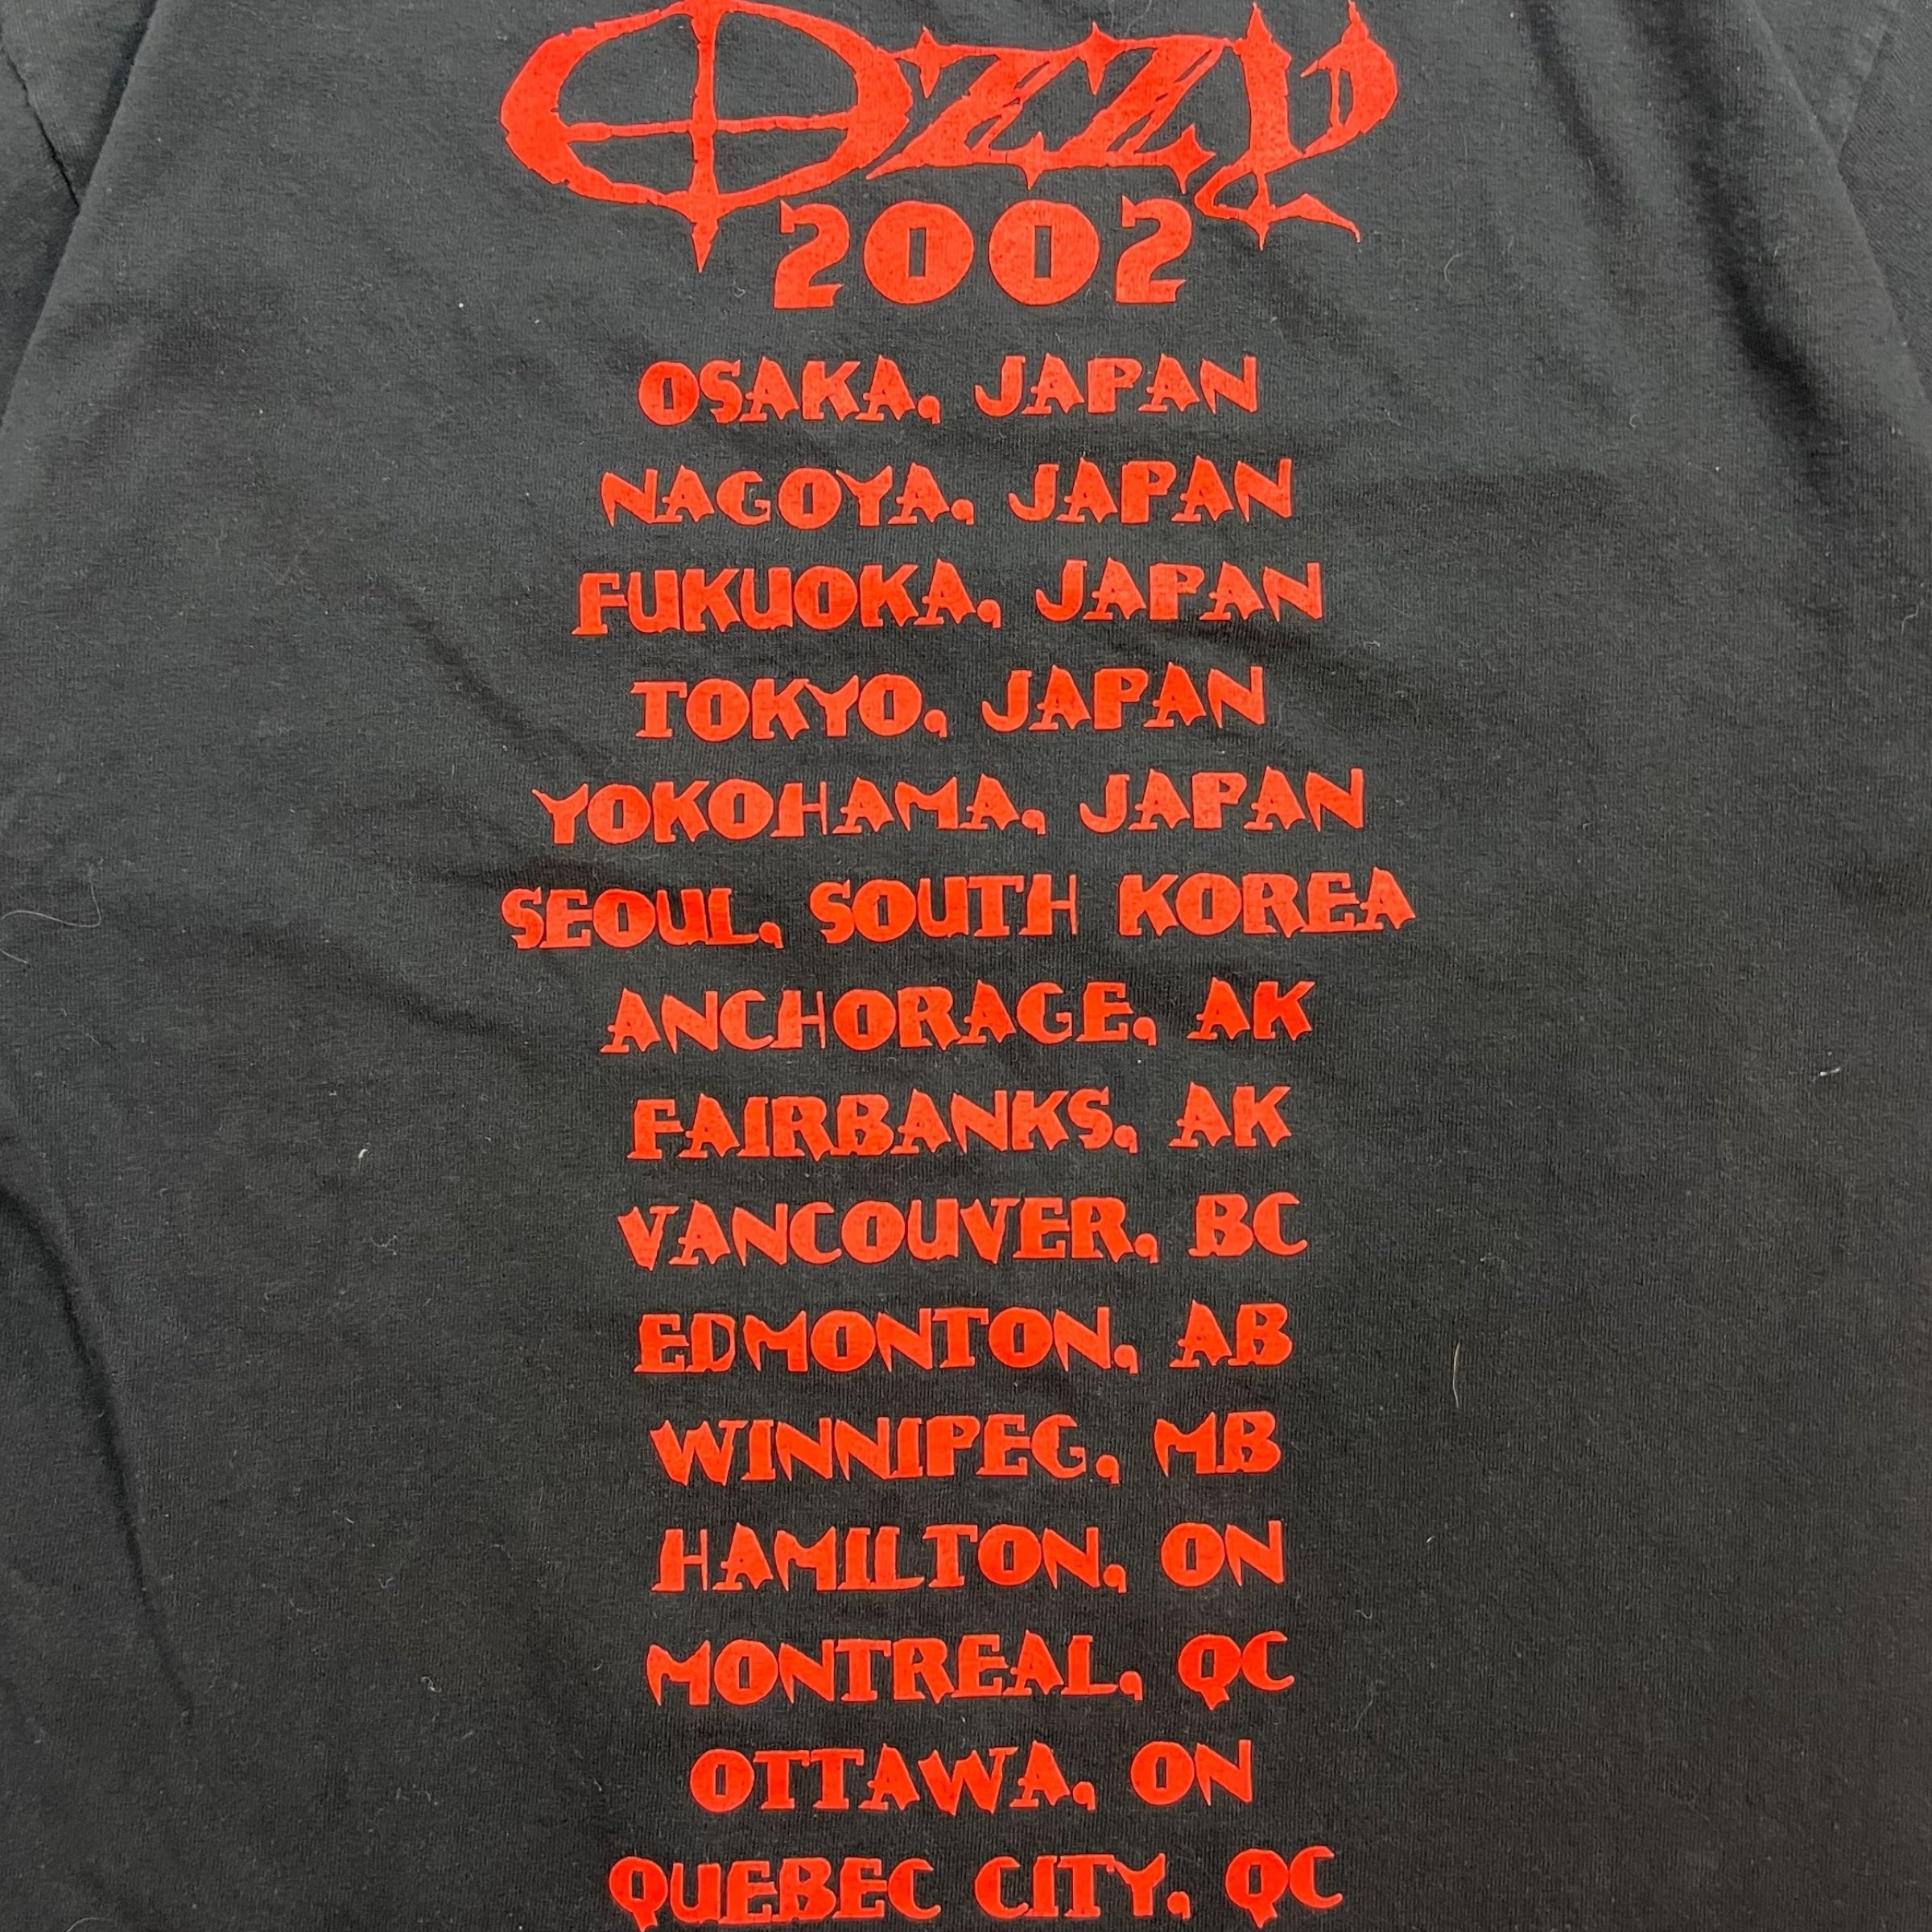 OZZY
2002
OSAKA, JAPAN
NAGOYA, JAPAN
FUKUOKA, JAPAN
TOKYO, JAPAN
YOKOHAMA, JAPAN
SEOUL, SOUTH KOREA
ANCHORAGE, AK
FAIRBANKS, AK
VANCOUVER, BC
EDMONTON, AB
WINNIPEG, MB
HAMILTON, ON
MONTREAL, QC
OTTAWA, ON
QUEBEC CITY, QC